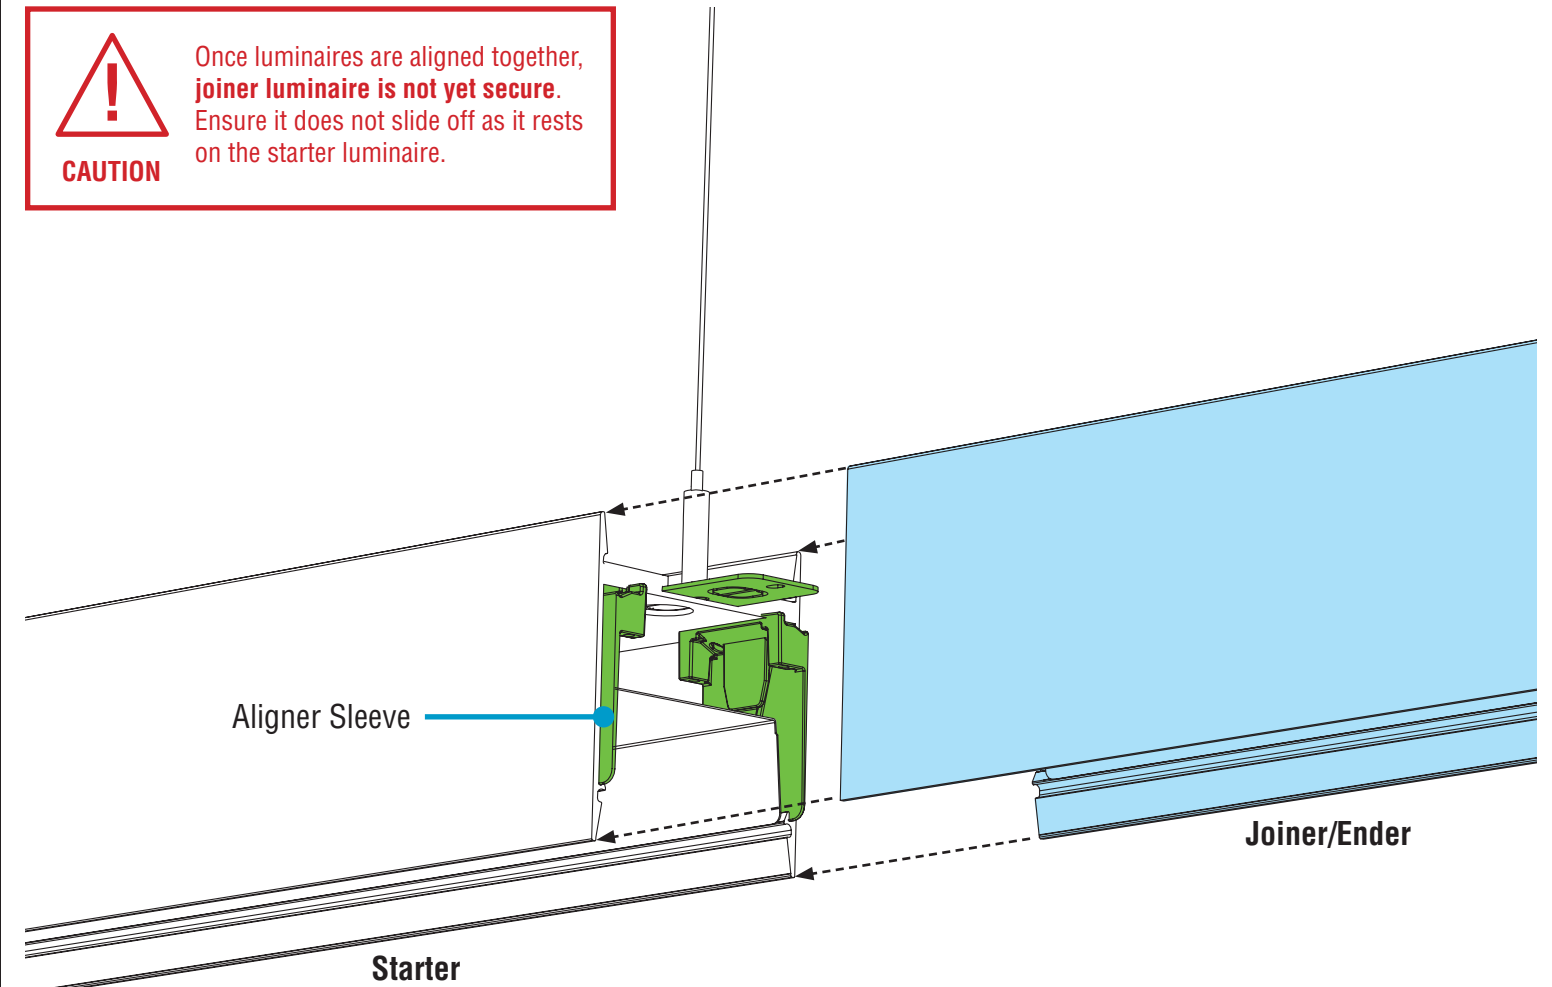 Once luminaires are aligned together,
joiner luminaire is not yet secure.
Ensure it does not slide off as it rests
on the starter luminaire.
CAUTION
Aligner Sleeve
Joiner/Ender
Starter